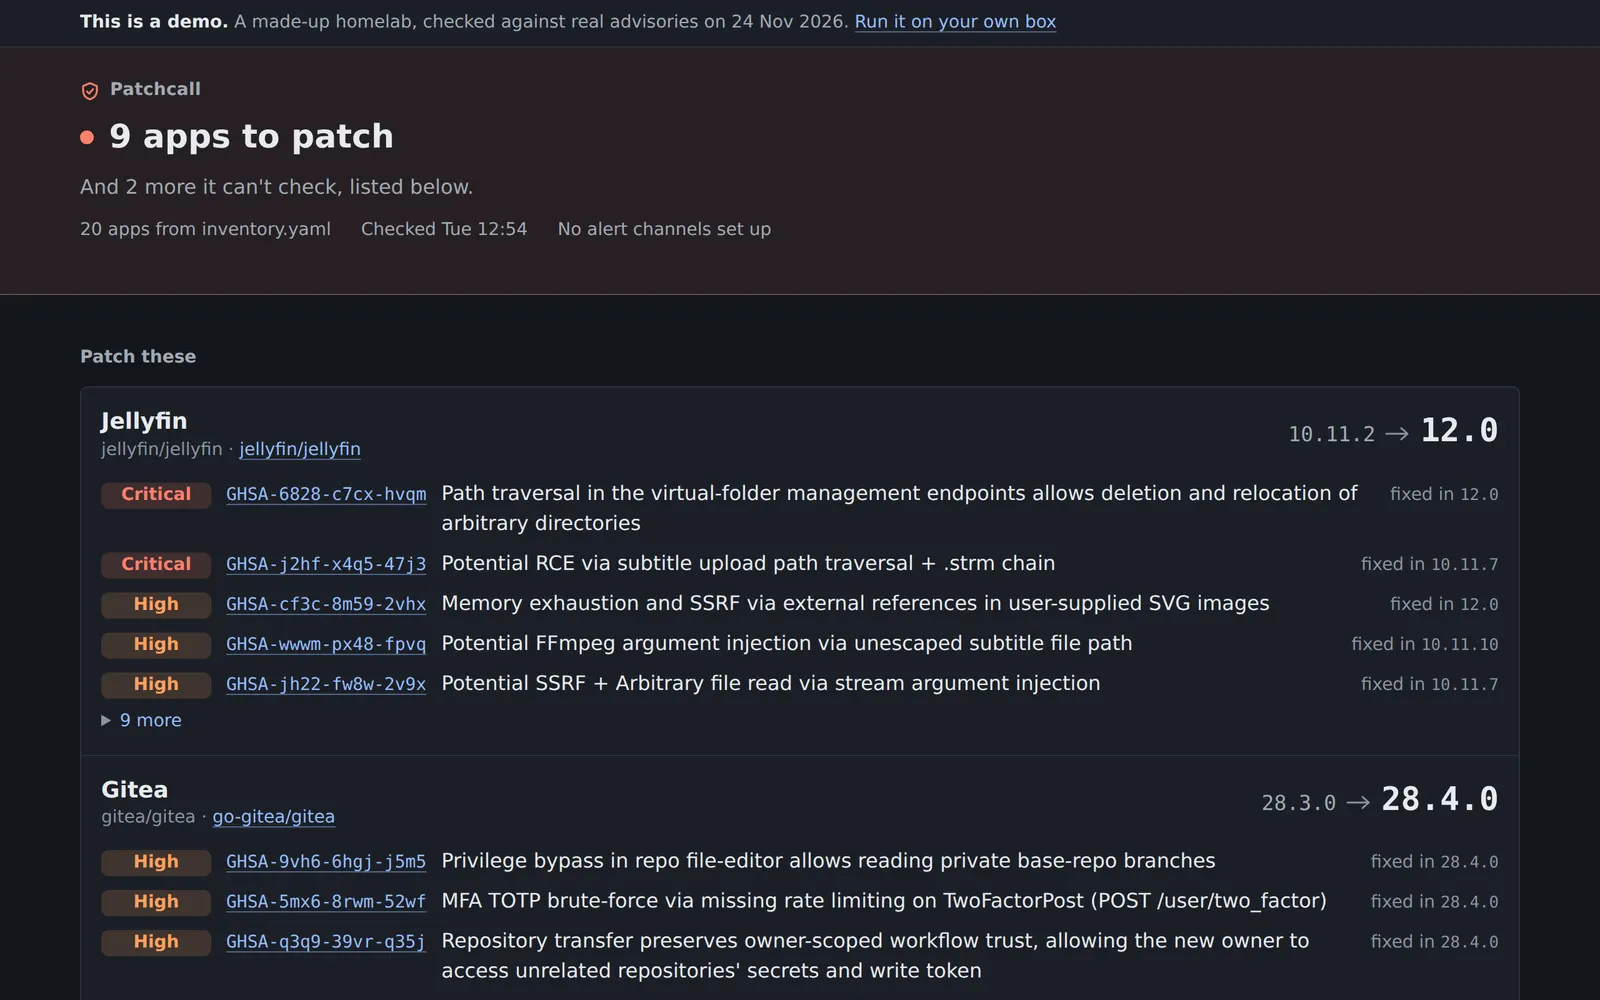 This is a demo. A made-up homelab, checked against real advisories on 24 Nov 2026. Run it on your own box
Patchcall
9 apps to patch
And 2 more it can't check, listed below.
20 apps from inventory.yaml Checked Tue 12:54 No alert channels set up
Patch these
Jellyfin
10.11.2 → 12.0
jellyfin/jellyfin · jellyfin/jellyfin
Critical GHSA-6828-c7cx-hvqm Path traversal in the virtual-folder management endpoints allows deletion and relocation of fixed in 12.0
arbitrary directories
Critical GHSA-j2hf-x4q5-47j3 Potential RCE via subtitle upload path traversal + .strm chain fixed in 10.11.7
High GHSA-cf3c-8m59-2vhx Memory exhaustion and SSRF via external references in user-supplied SVG images fixed in 12.0
High GHSA-wwwm-px48-fpvq Potential FFmpeg argument injection via unescaped subtitle file path fixed in 10.11.10
High GHSA-jh22-fw8w-2v9x Potential SSRF + Arbitrary file read via stream argument injection fixed in 10.11.7
9 more
Gitea
28.3.0 → 28.4.0
gitea/gitea · go-gitea/gitea
High GHSA-9vh6-6hgj-j5m5 Privilege bypass in repo file-editor allows reading private base-repo branches fixed in 28.4.0
High GHSA-5mx6-8rwm-52wf MFA TOTP brute-force via missing rate limiting on TwoFactorPost (POST /user/two_factor) fixed in 28.4.0
High GHSA-q3q9-39vr-q35j Repository transfer preserves owner-scoped workflow trust, allowing the new owner to fixed in 28.4.0
access unrelated repositories' secrets and write token